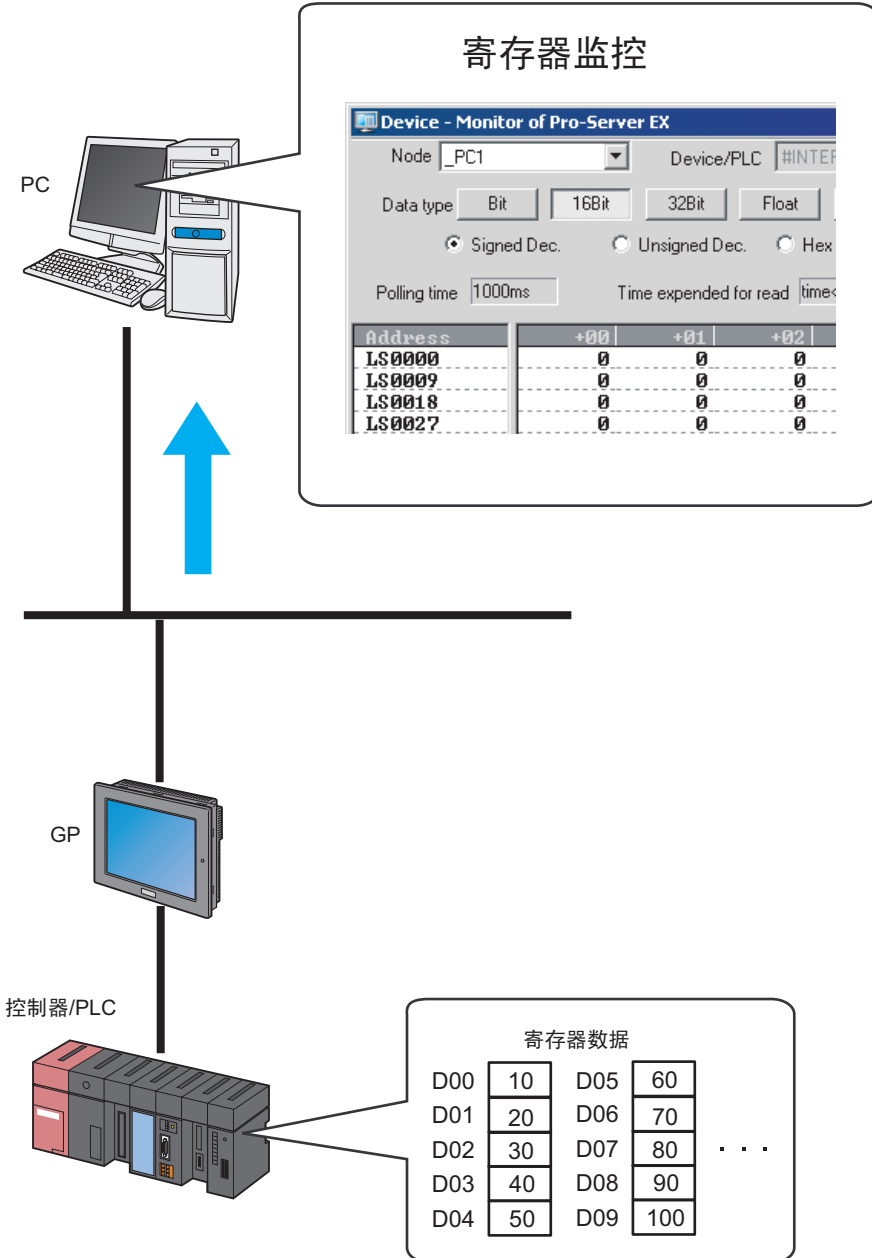 寄存器监控
Device - Monitor of Pro-Server EX
Node _PC1 Device/PLC #INTER
Data type Bit 16Bit 32Bit Float
Signed Dec. Unsigned Dec. Hex
Polling time 1000ms Time expended for read time<
Address +00 +01 +02
LS0000 0 0 0
LS0009 0 0 0
LS0018 0 0 0
LS0027 0 0 0
PC
GP
控制器/PLC
寄存器数据
D00 10 D05 60
D01 20 D06 70
D02 30 D07 80 · · ·
D03 40 D08 90
D04 50 D09 100